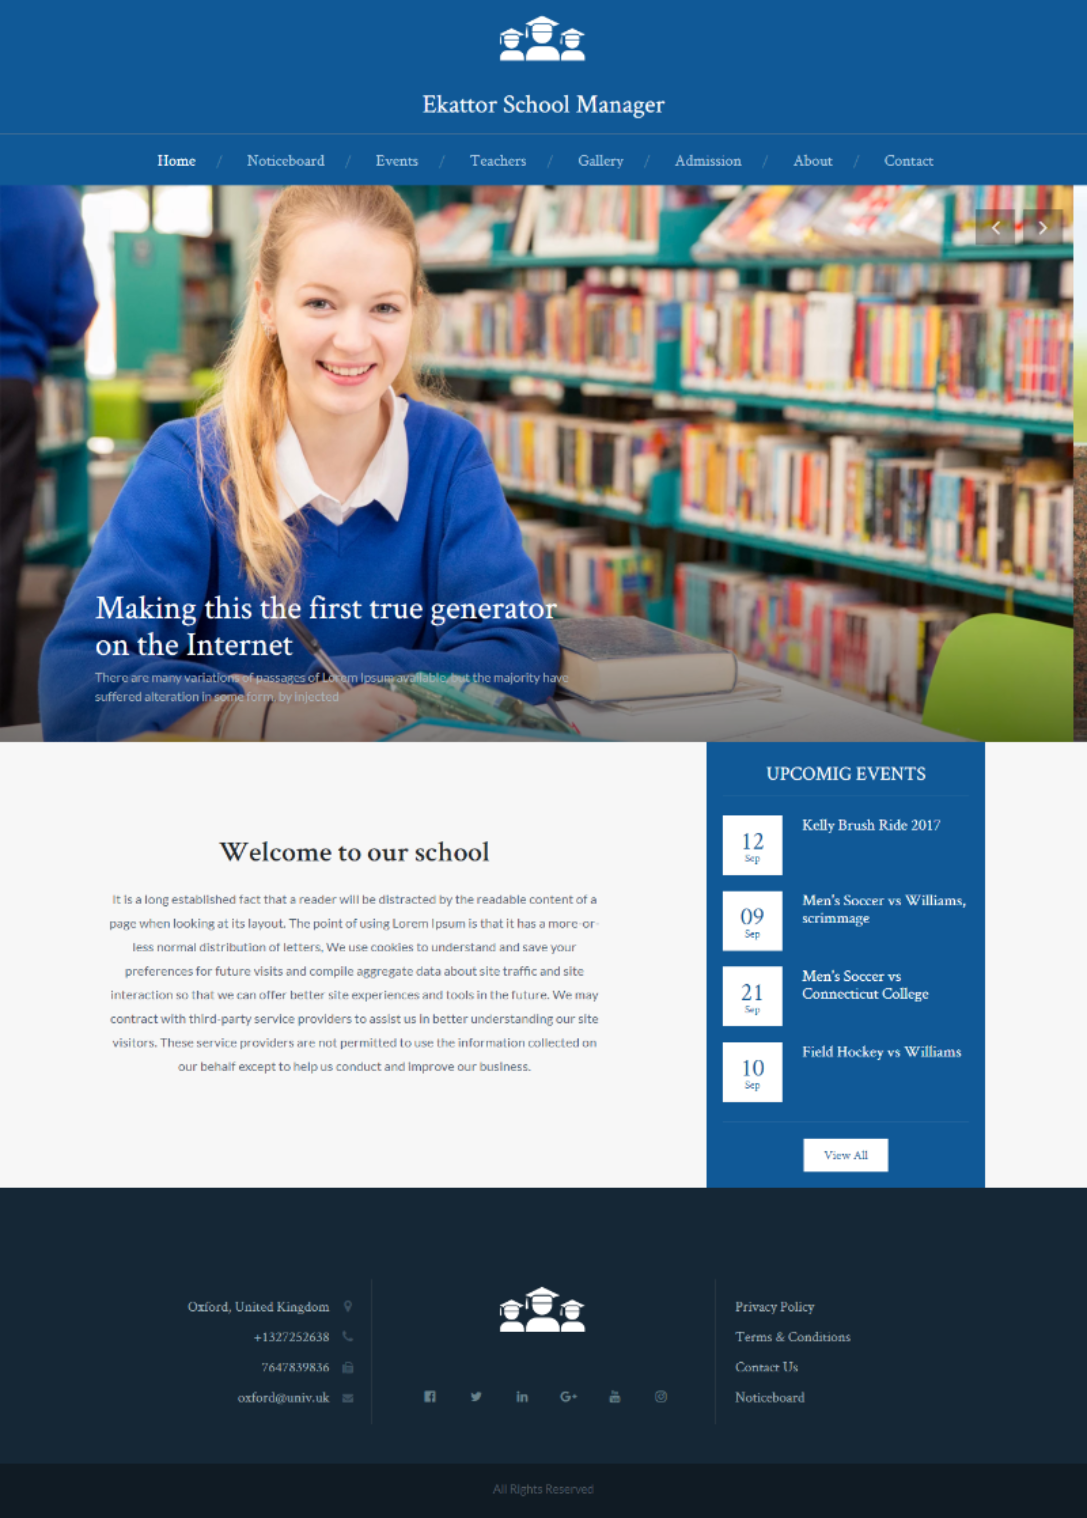 Ekattor School Manager
Home / Noticeboard / Events / Teachers / Gallery / Admission / About / Contact
Making this the first true generator
on the Internet
There are many variations of passages of Lorem Ipsum available, but the majority have
suffered alteration in some form, by injected
Welcome to our school
It is a long established fact that a reader will be distracted by the readable content of a
page when looking at its layout. The point of using Lorem Ipsum is that it has a more-or-
less normal distribution of letters, We use cookies to understand and save your
preferences for future visits and compile aggregate data about site traffic and site
interaction so that we can offer better site experiences and tools in the future. We may
contract with third-party service providers to assist us in better understanding our site
visitors. These service providers are not permitted to use the information collected on
our behalf except to help us conduct and improve our business.
UPCOMIG EVENTS
12
Sep
Kelly Brush Ride 2017
09
Sep
Men's Soccer vs Williams,
scrimmage
21
Sep
Men's Soccer vs
Connecticut College
10
Sep
Field Hockey vs Williams
View All
Oxford, United Kingdom
+1327252638
7647839836
oxford@univ.uk
Privacy Policy
Terms & Conditions
Contact Us
Noticeboard
All Rights Reserved